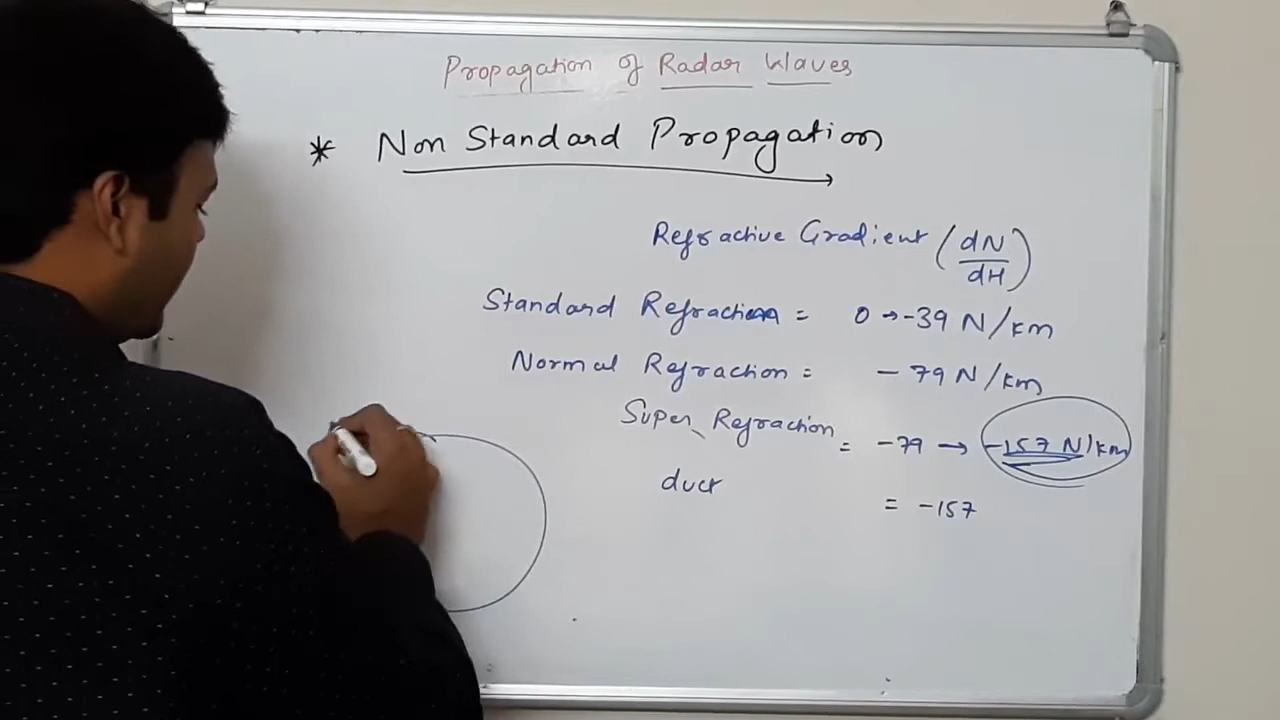 Propagation of Radar Waves
* Non Standard Propagation
Refractive Gradient (dN/dH)
Standard Refraction = 0 → -39 N/km
Normal Refraction = -79 N/km
Super Refraction = -79 → -157 N/km
duct = -157